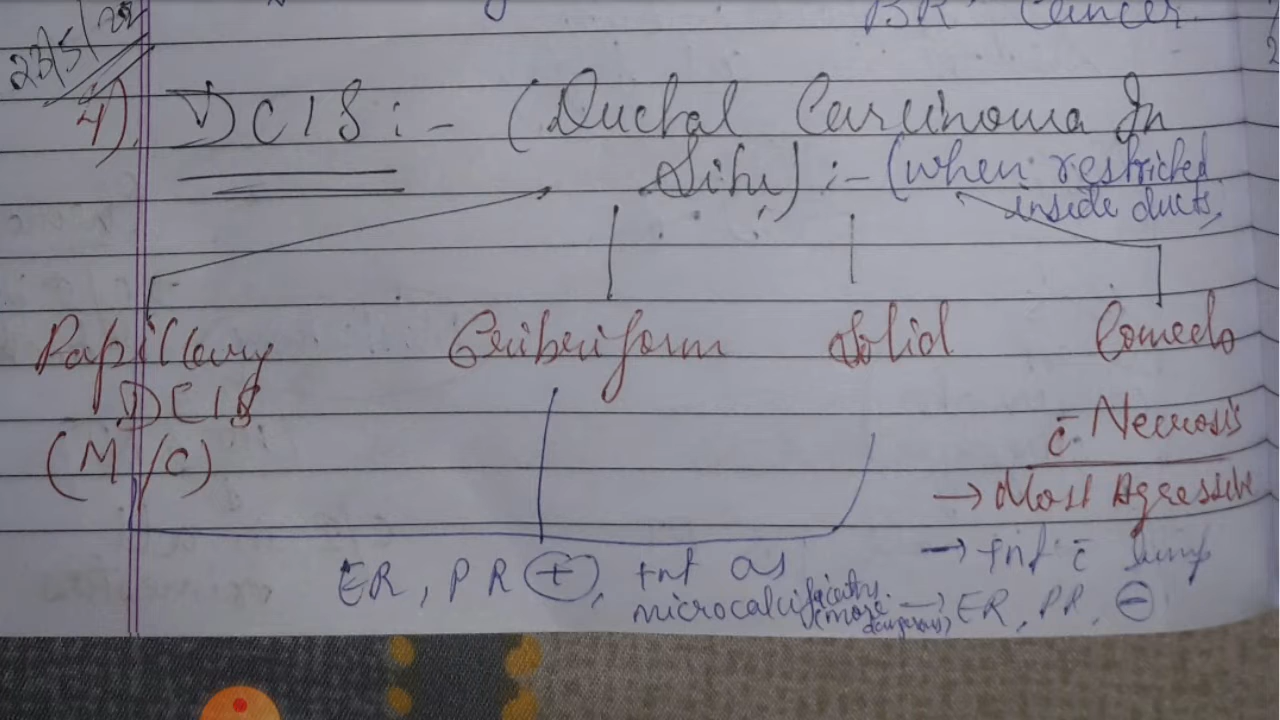 BR Cancer
23/5/22
4) DCIS :- (Ductal Carcinoma In
Situ) :- (when restricted
inside ducts,
Papillary Cribriform Solid Comedo
DCIS
(M/C)
c̄ Necrosis
→ Most Agressive
→ tnt c̄ lump
ER, PR ⊕, tnt as
microcalcifications
(more
dangerous)
→ ER, PR, ⊖